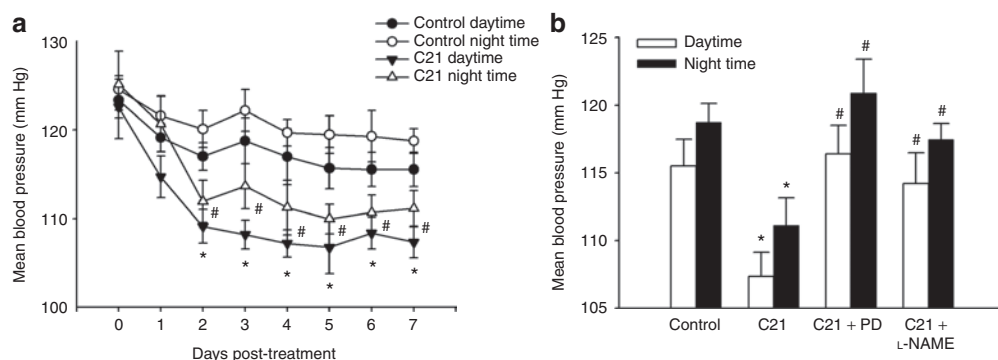 a
Control daytime
Control night time
C21 daytime
C21 night time
Mean blood pressure (mm Hg)
130
120
110
100
# # # # # #
* * * * * *
0 1 2 3 4 5 6 7
Days post-treatment
b
Daytime
Night time
Mean blood pressure (mm Hg)
125
120
115
110
105
* * # # # #
Control C21 C21 + PD C21 +
L-NAME